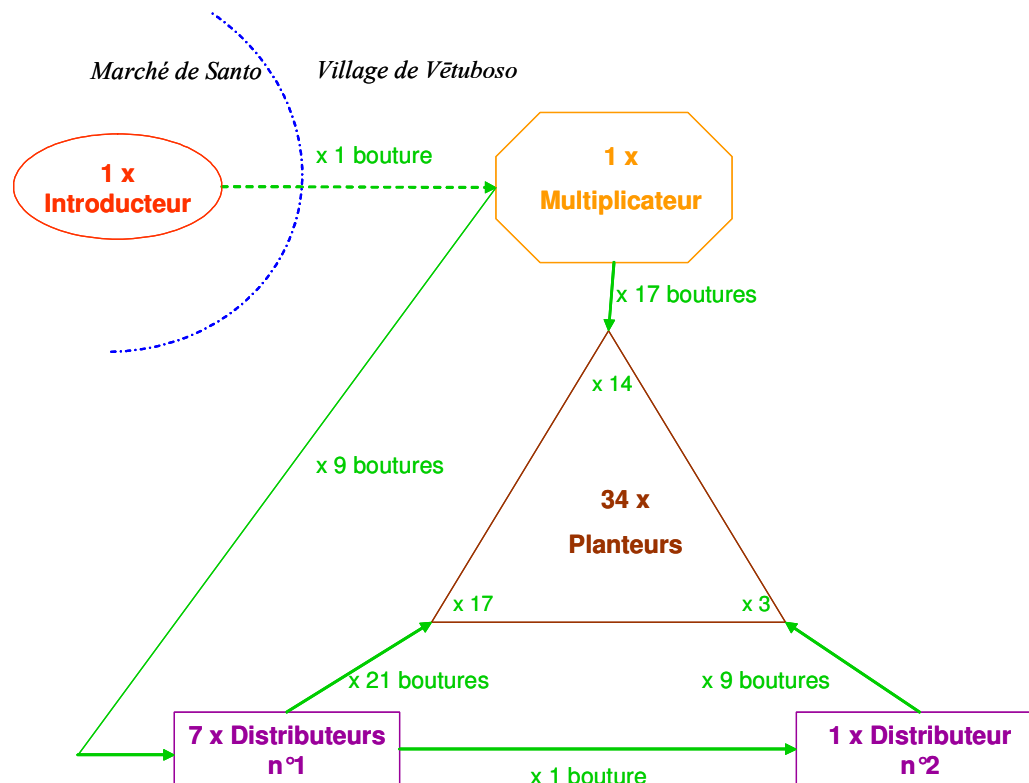 Marché de Santo
Village de Vētuboso
x 1 bouture
1 x
Introducteur
1 x
Multiplicateur
x 17 boutures
x 14
x 9 boutures
34 x
Planteurs
x 17
x 3
x 21 boutures
x 9 boutures
7 x Distributeurs
n°1
1 x Distributeur
n°2
x 1 bouture